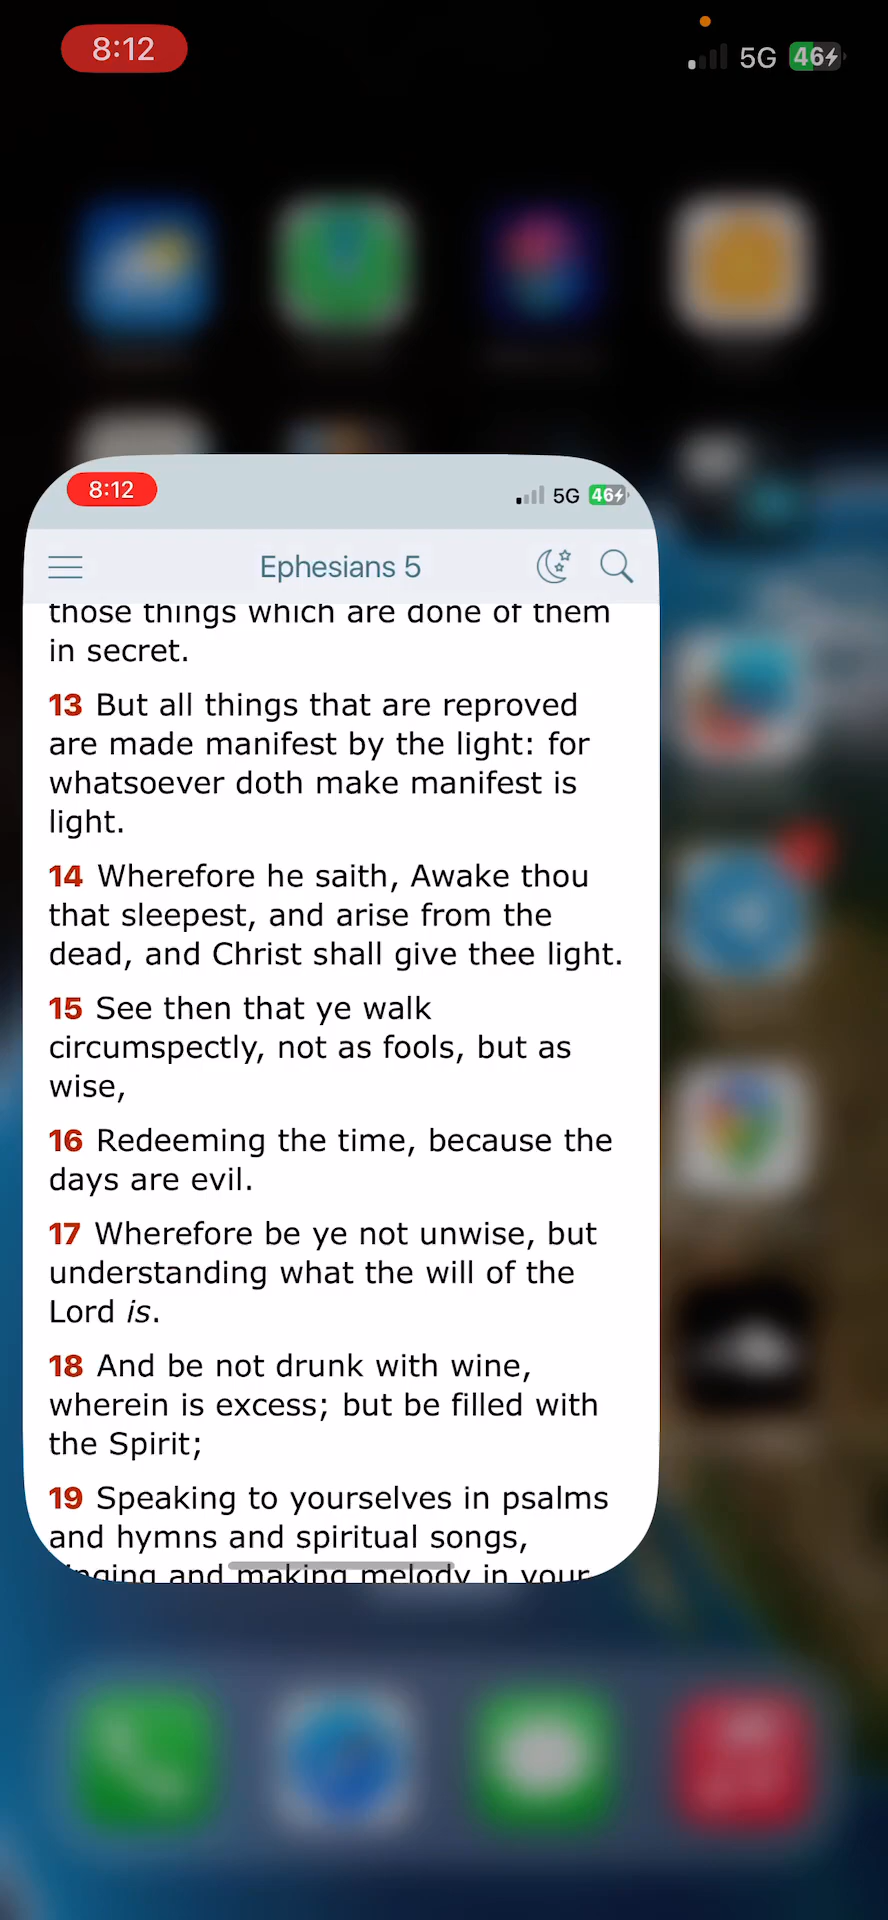 8:12
5G 46
8:12
5G 46
Ephesians 5
those things which are done of them
in secret.
13 But all things that are reproved
are made manifest by the light: for
whatsoever doth make manifest is
light.
14 Wherefore he saith, Awake thou
that sleepest, and arise from the
dead, and Christ shall give thee light.
15 See then that ye walk
circumspectly, not as fools, but as
wise,
16 Redeeming the time, because the
days are evil.
17 Wherefore be ye not unwise, but
understanding what the will of the
Lord is.
18 And be not drunk with wine,
wherein is excess; but be filled with
the Spirit;
19 Speaking to yourselves in psalms
and hymns and spiritual songs,
and making melody in your